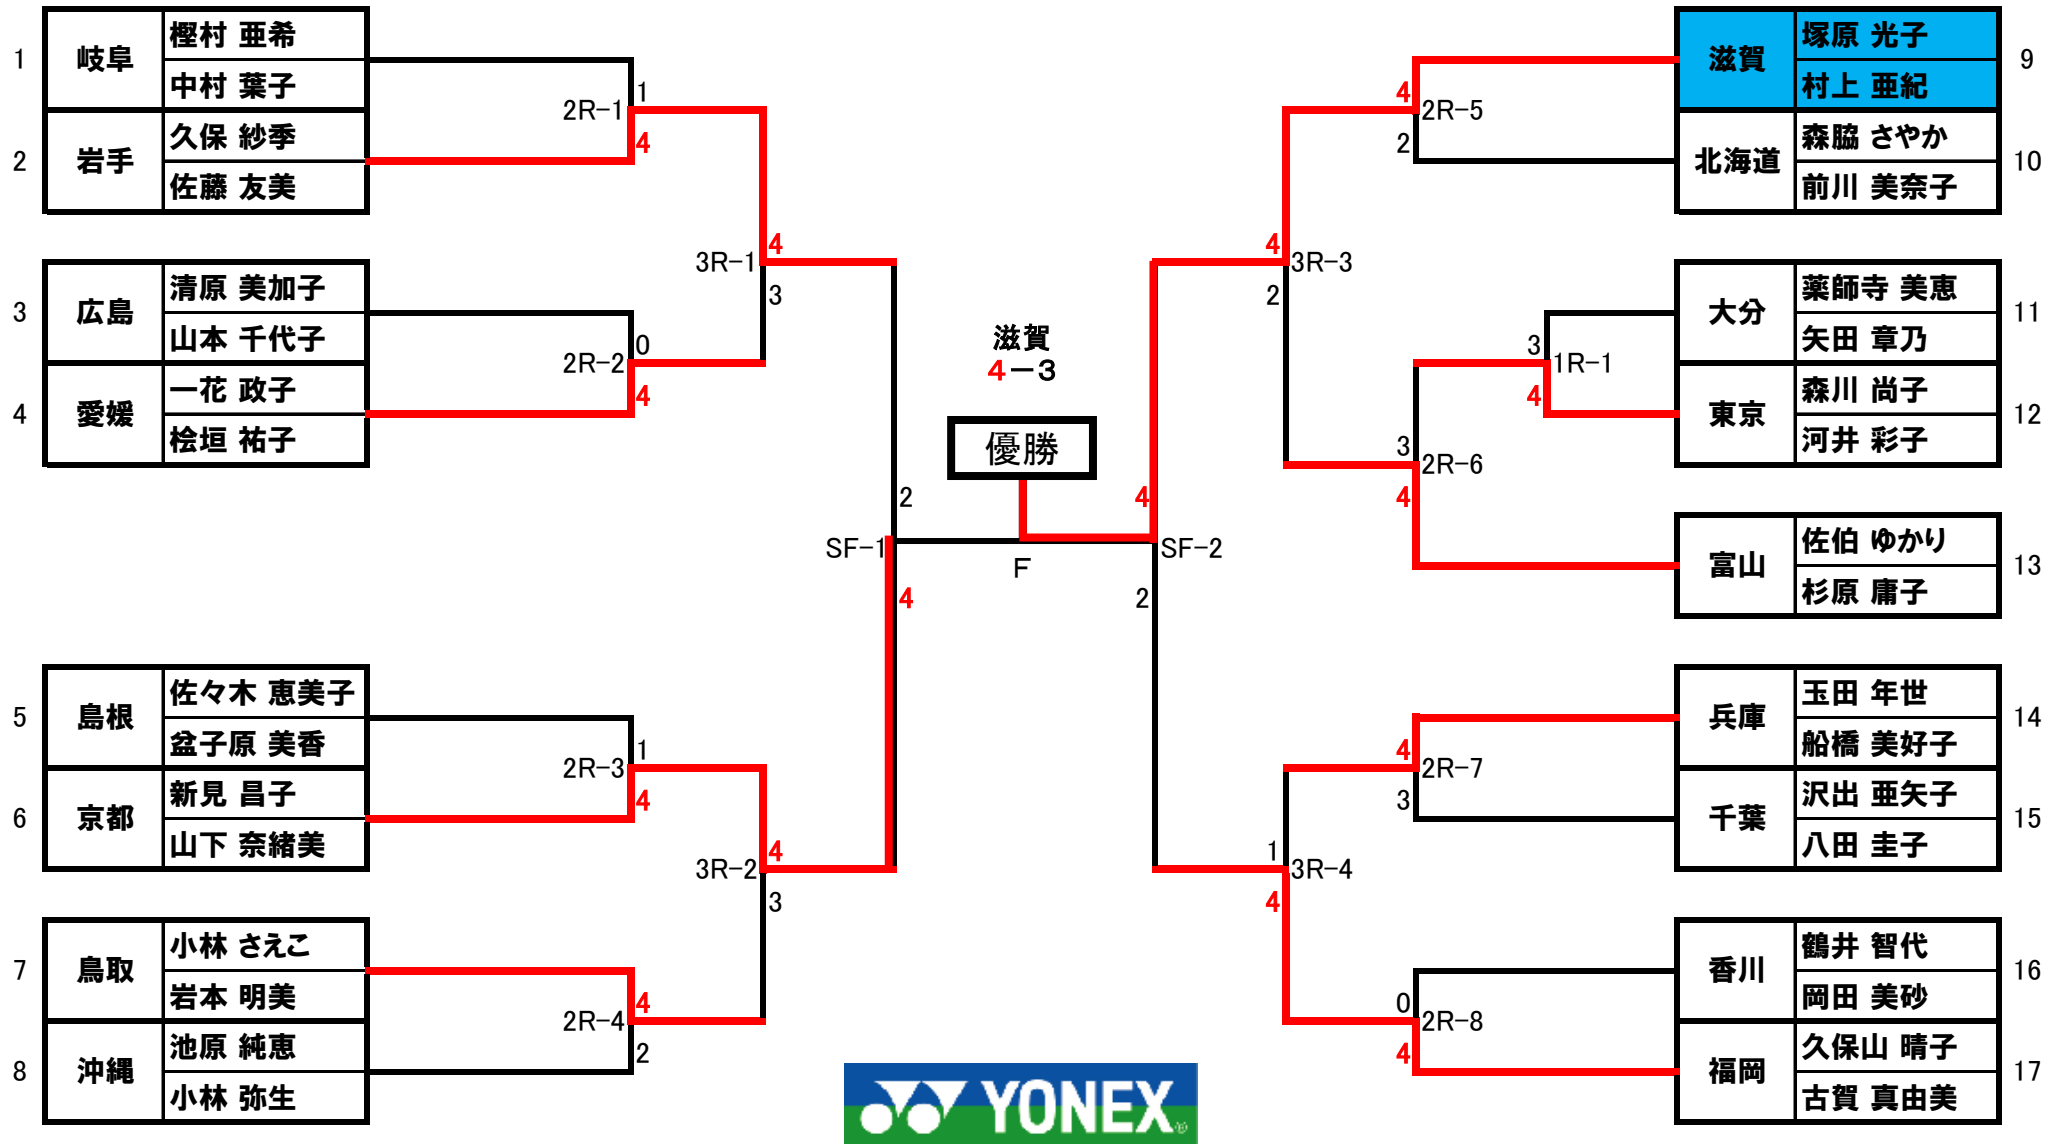 1 岐阜 樫村 亜希
中村 葉子
2 岩手 久保 紗季
佐藤 友美
2R-1
1
4
3 広島 清原 美加子
山本 千代子
4 愛媛 一花 政子
桧垣 祐子
2R-2
0
4
3R-1
4
3
5 島根 佐々木 恵美子
盆子原 美香
6 京都 新見 昌子
山下 奈緒美
2R-3
1
4
7 鳥取 小林 さえこ
岩本 明美
8 沖縄 池原 純恵
小林 弥生
2R-4
4
2
3R-2
4
3
SF-1
2
4
滋賀
4-3
優勝
F
SF-2
4
2
3R-3
4
2
2R-5
4
2
滋賀 塚原 光子 9
村上 亜紀
北海道 森脇 さやか 10
前川 美奈子
大分 薬師寺 美恵 11
矢田 章乃
東京 森川 尚子 12
河井 彩子
1R-1
3
4
2R-6
3
4
富山 佐伯 ゆかり 13
杉原 庸子
兵庫 玉田 年世 14
船橋 美好子
千葉 沢出 亜矢子 15
八田 圭子
2R-7
4
3
3R-4
1
4
香川 鶴井 智代 16
岡田 美砂
福岡 久保山 晴子 17
古賀 真由美
2R-8
0
4
YONEX®